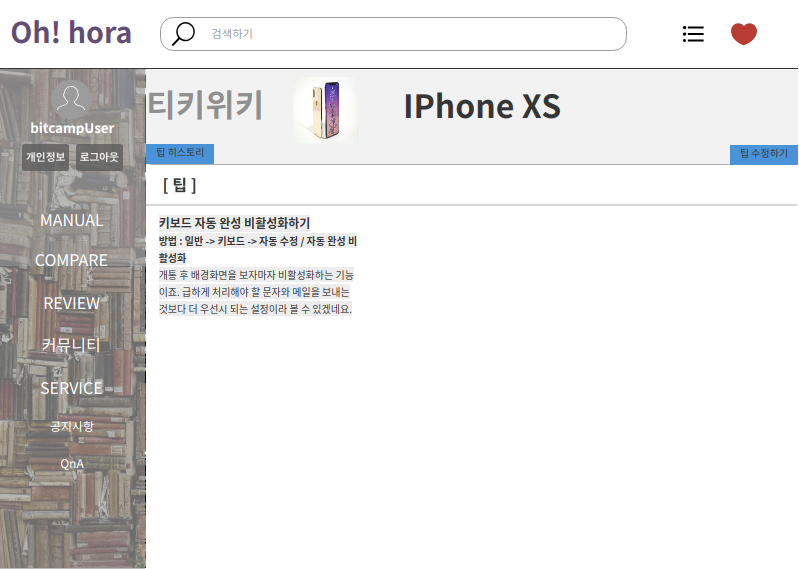 Oh! hora
검색하기
bitcampUser
개인정보 로그아웃
MANUAL
COMPARE
REVIEW
커뮤니티
SERVICE
공지사항
QnA
티키위키
IPhone XS
팁 히스토리
팁 수정하기
[ 팁 ]
키보드 자동 완성 비활성화하기
방법 : 일반 -> 키보드 -> 자동 수정 / 자동 완성 비
활성화
개통 후 배경화면을 보자마자 비활성화하는 기능
이죠. 급하게 처리해야 할 문자와 메일을 보내는
것보다 더 우선시 되는 설정이라 볼 수 있겠네요.